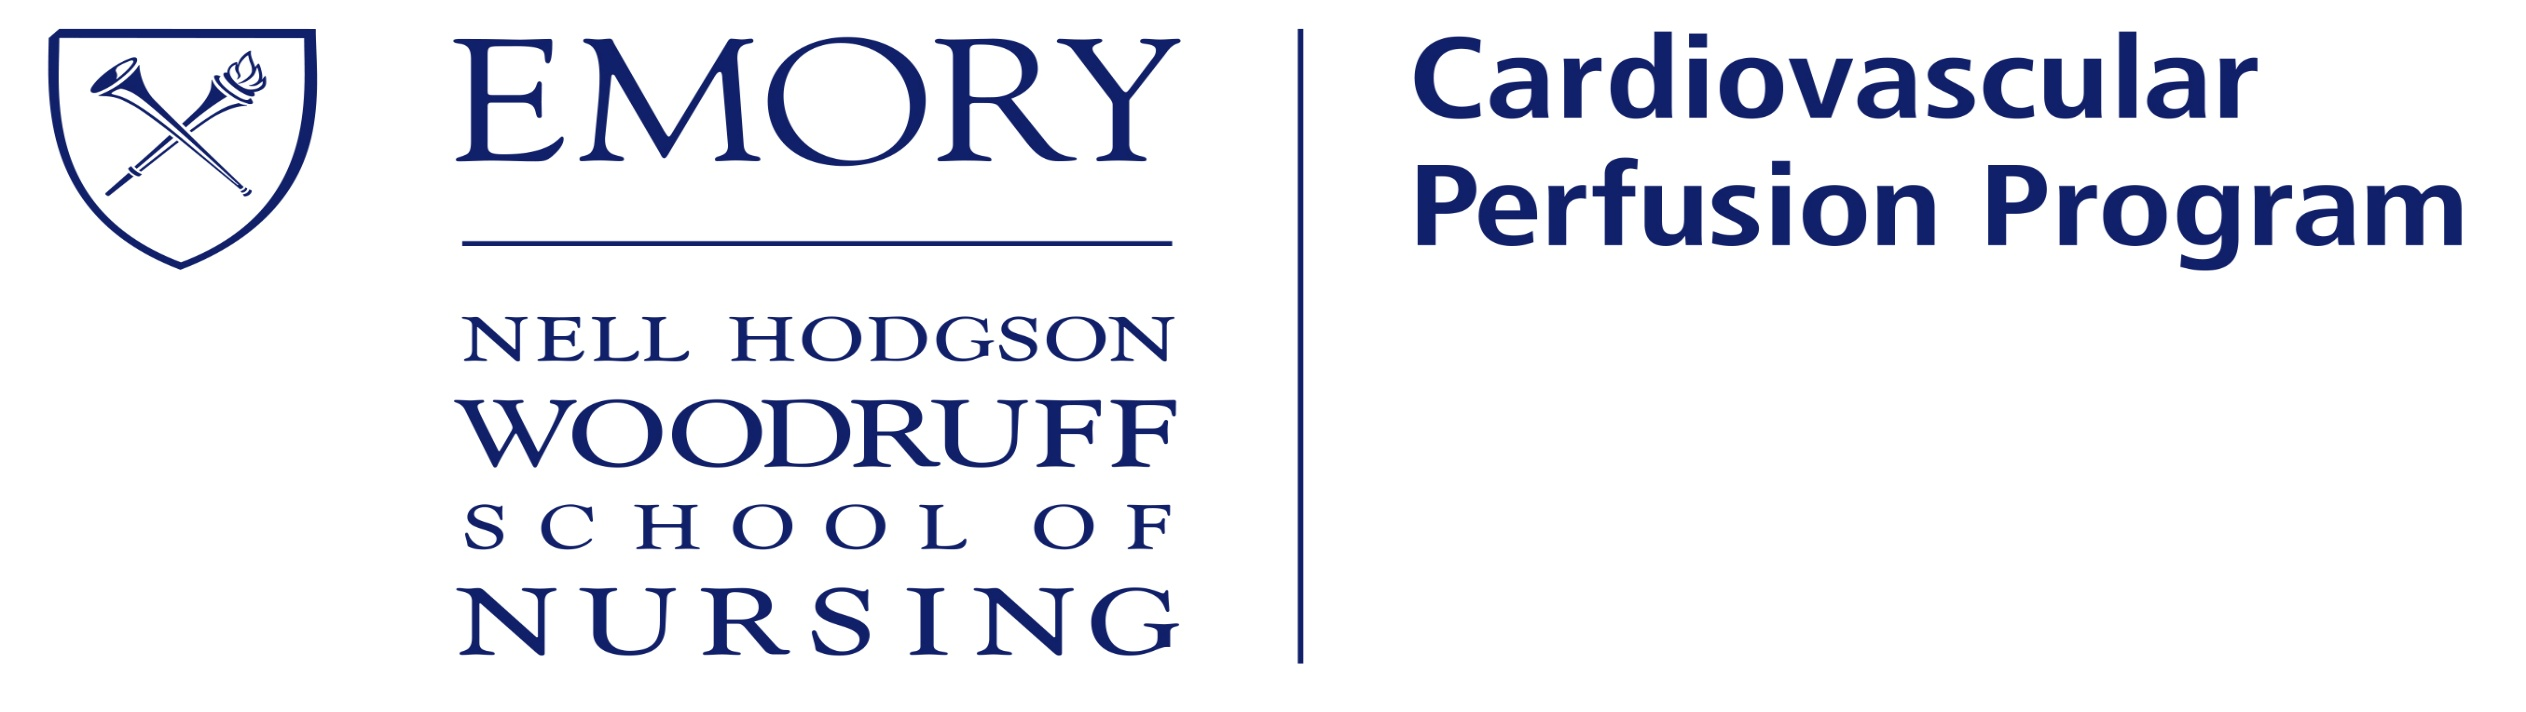 EMORY
NELL HODGSON
WOODRUFF
SCHOOL OF
NURSING
Cardiovascular
Perfusion Program